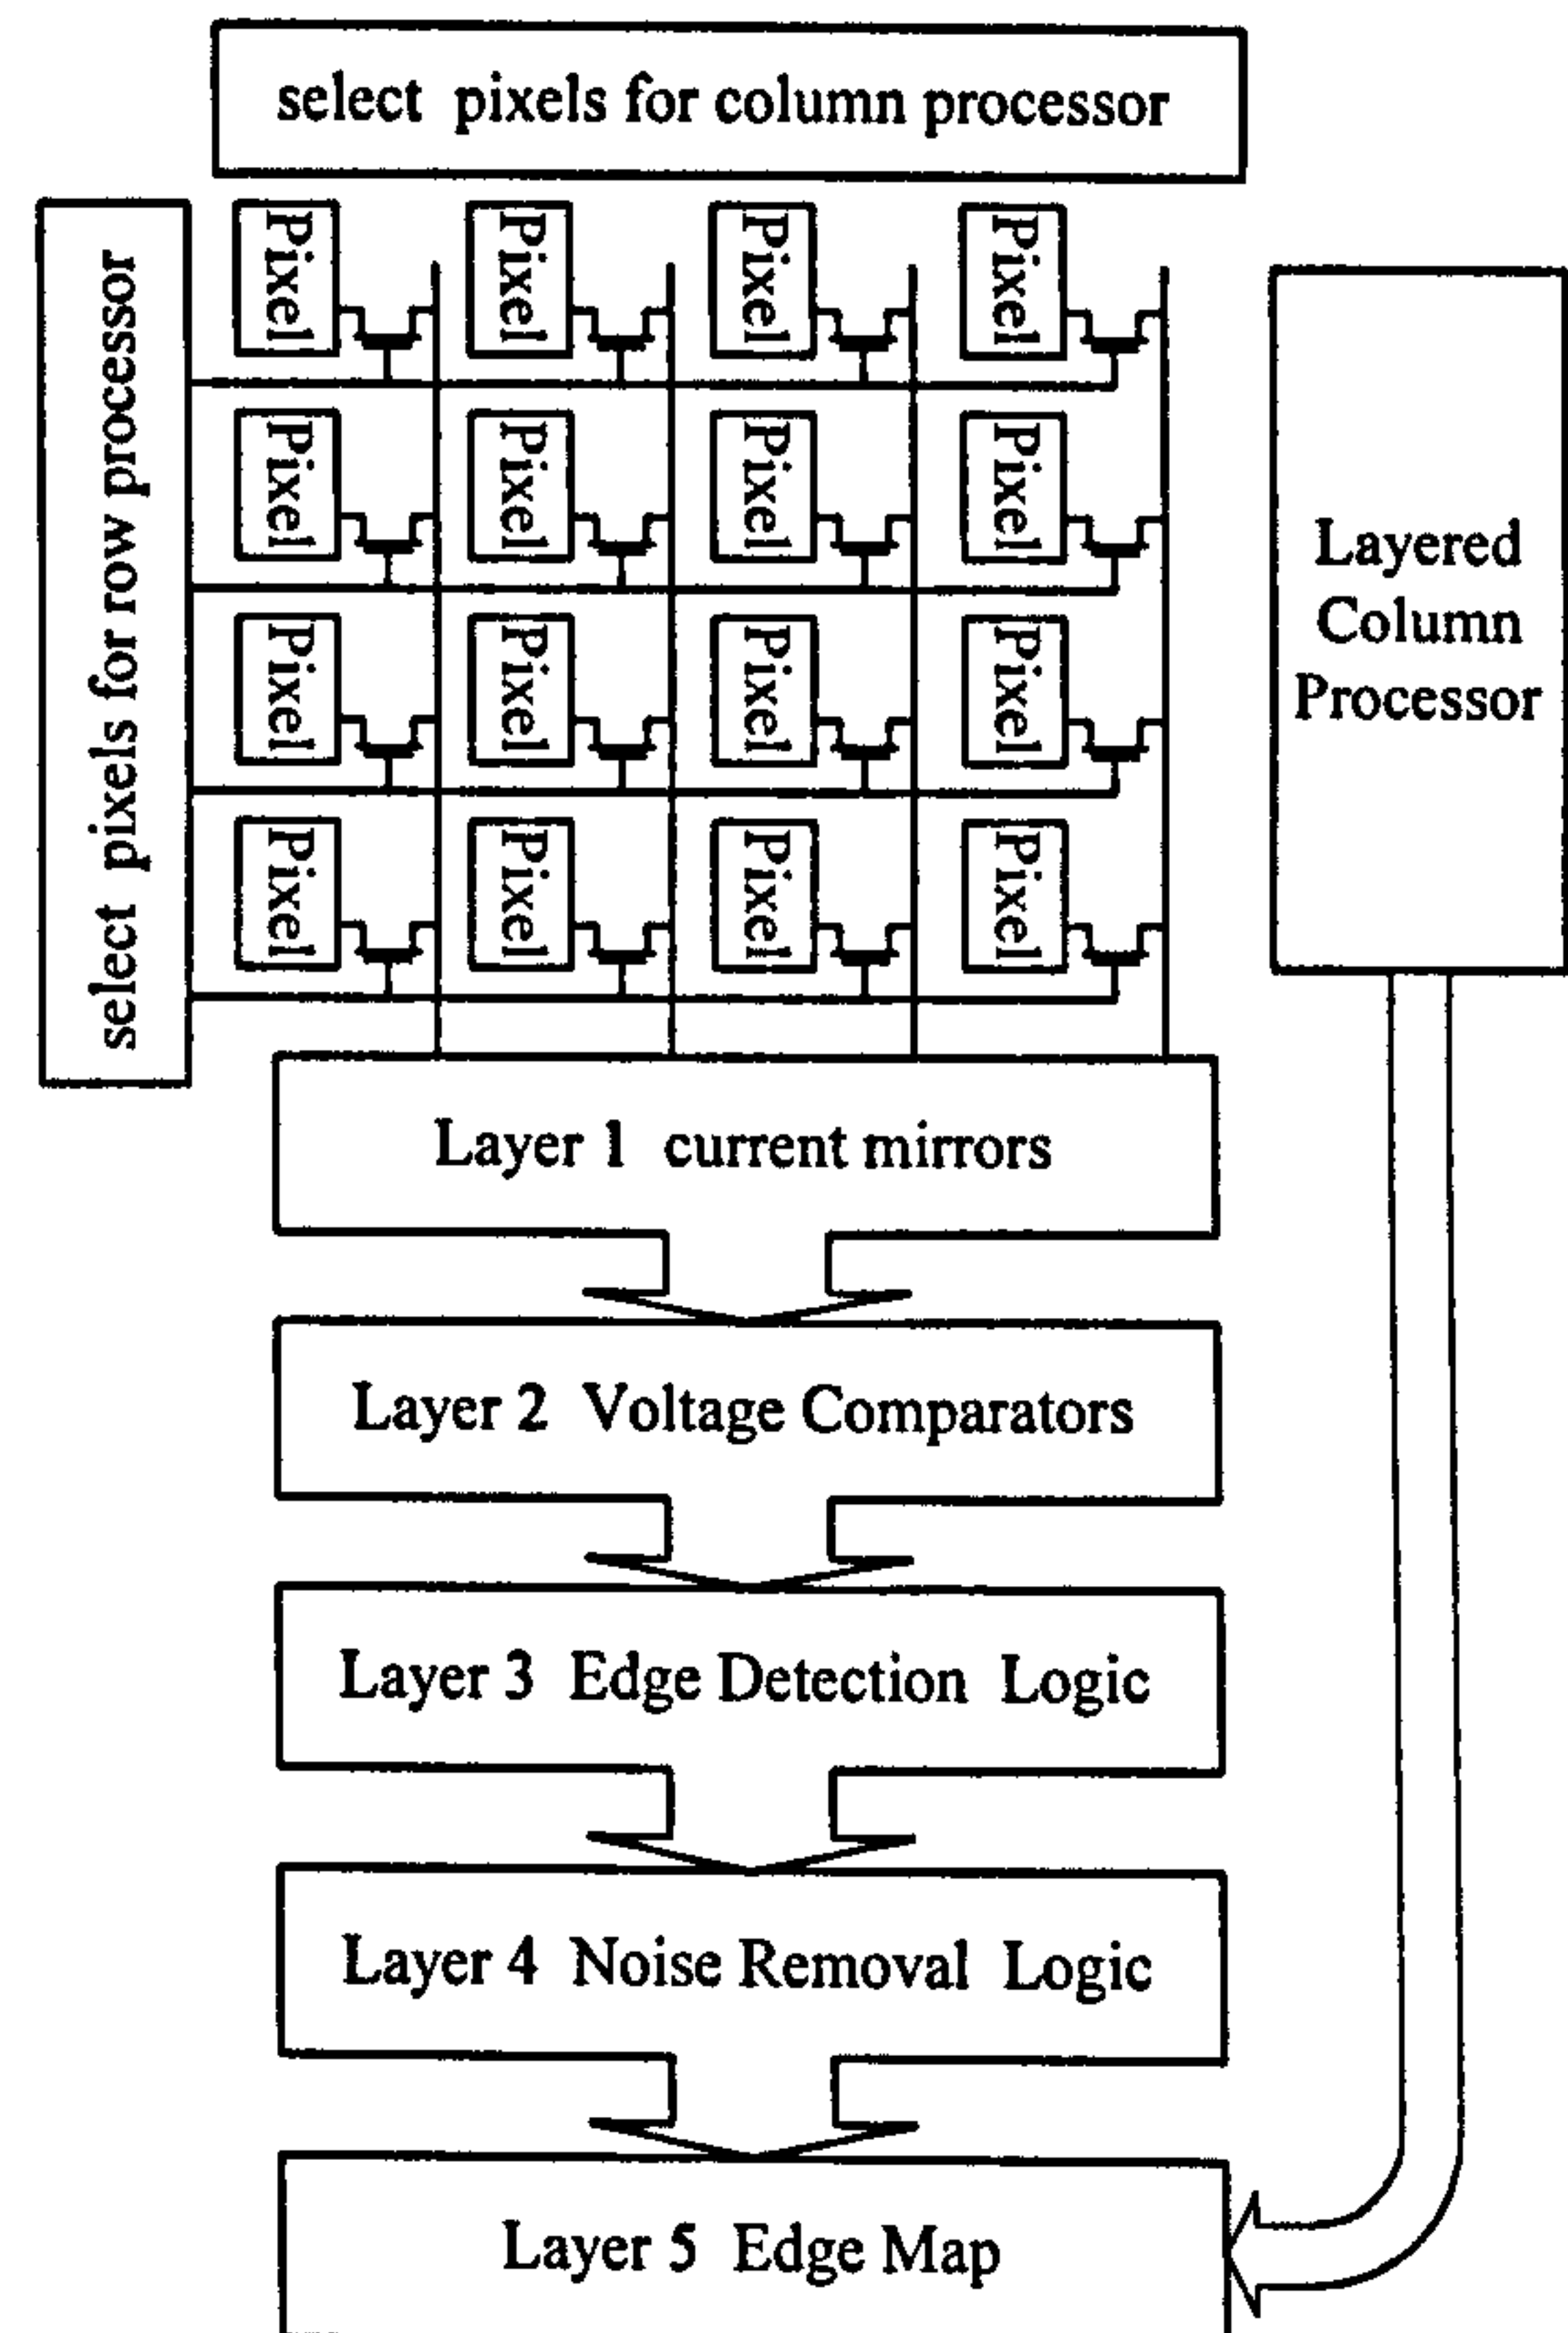 select pixels for column processor
select pixels for row processor
Pixel Pixel Pixel Pixel
Pixel Pixel Pixel Pixel
Pixel Pixel Pixel Pixel
Pixel Pixel Pixel Pixel
Layered
Column
Processor
Layer 1 current mirrors
Layer 2 Voltage Comparators
Layer 3 Edge Detection Logic
Layer 4 Noise Removal Logic
Layer 5 Edge Map